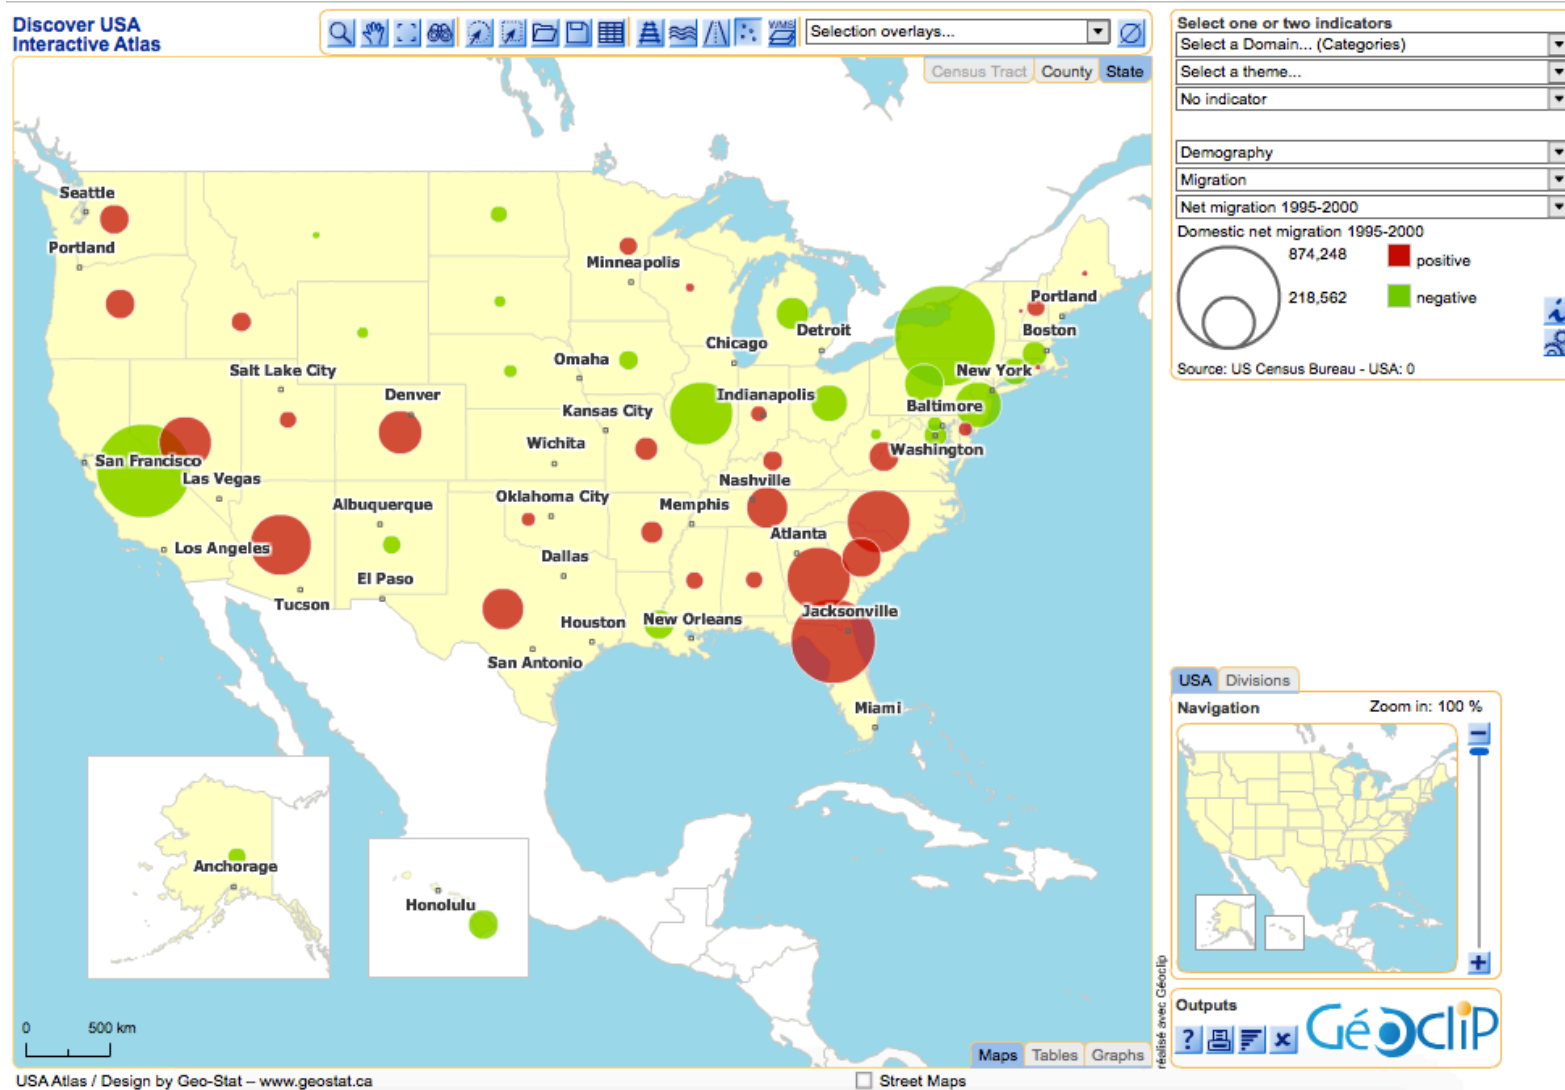 Discover USA
Interactive Atlas
WMS
Selection overlays...
Census Tract County State
Seattle
Portland
Minneapolis
Portland
Boston
Detroit
Chicago
Omaha
Salt Lake City
New York
Denver
Indianapolis
Kansas City
Baltimore
Wichita
Washington
San Francisco
Las Vegas
Nashville
Oklahoma City
Albuquerque
Memphis
Atlanta
Los Angeles
Dallas
El Paso
Tucson
Jacksonville
Houston
New Orleans
San Antonio
Miami
Anchorage
Honolulu
0 500 km
Maps Tables Graphs
USA Atlas / Design by Geo-Stat – www.geostat.ca
Street Maps
réalisé avec Géoclip
Select one or two indicators
Select a Domain... (Categories)
Select a theme...
No indicator
Demography
Migration
Net migration 1995-2000
Domestic net migration 1995-2000
874,248
positive
218,562
negative
i
Source: US Census Bureau - USA: 0
USA Divisions
Navigation Zoom in: 100 %
Outputs
?
Géoclip